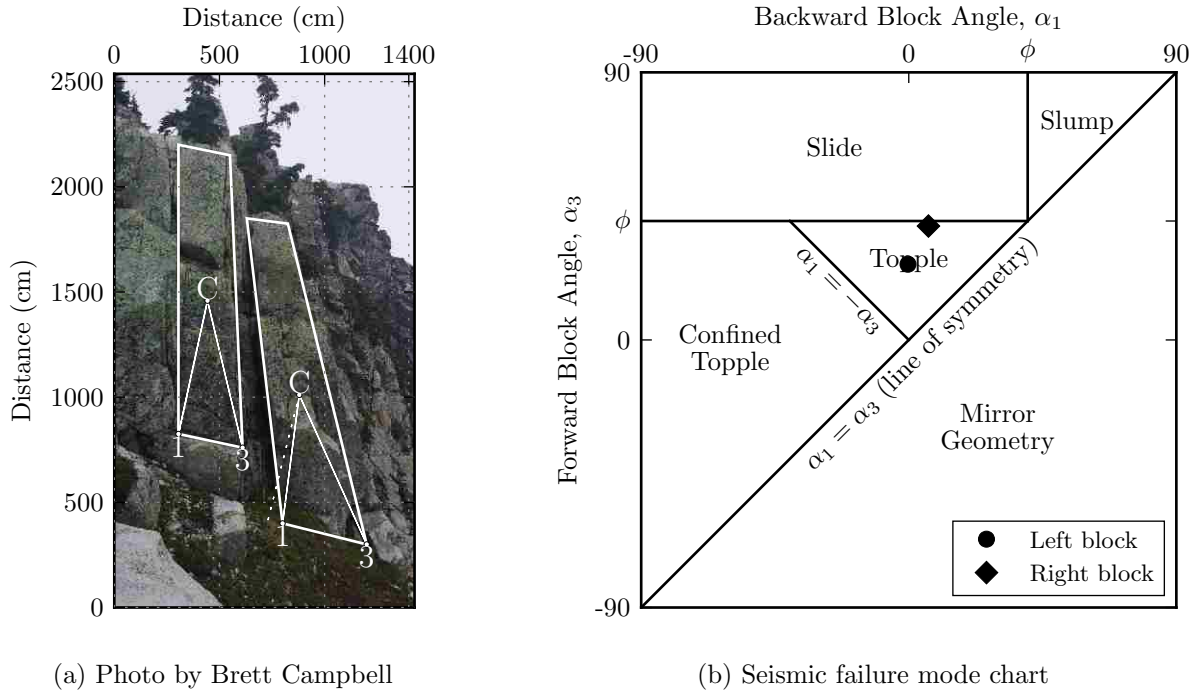 Distance (cm)
0 500 1000 1400
2500
2000
1500
1000
500
0
Distance (cm)
C
C
1
3
1
3
(a) Photo by Brett Campbell
Backward Block Angle, α₁
-90 0 ϕ 90
90
ϕ
0
-90
Forward Block Angle, α₃
Slide
Slump
Topple
α₁ = −α₃
Confined
Topple
α₁ = α₃ (line of symmetry)
Mirror
Geometry
Left block
Right block
(b) Seismic failure mode chart